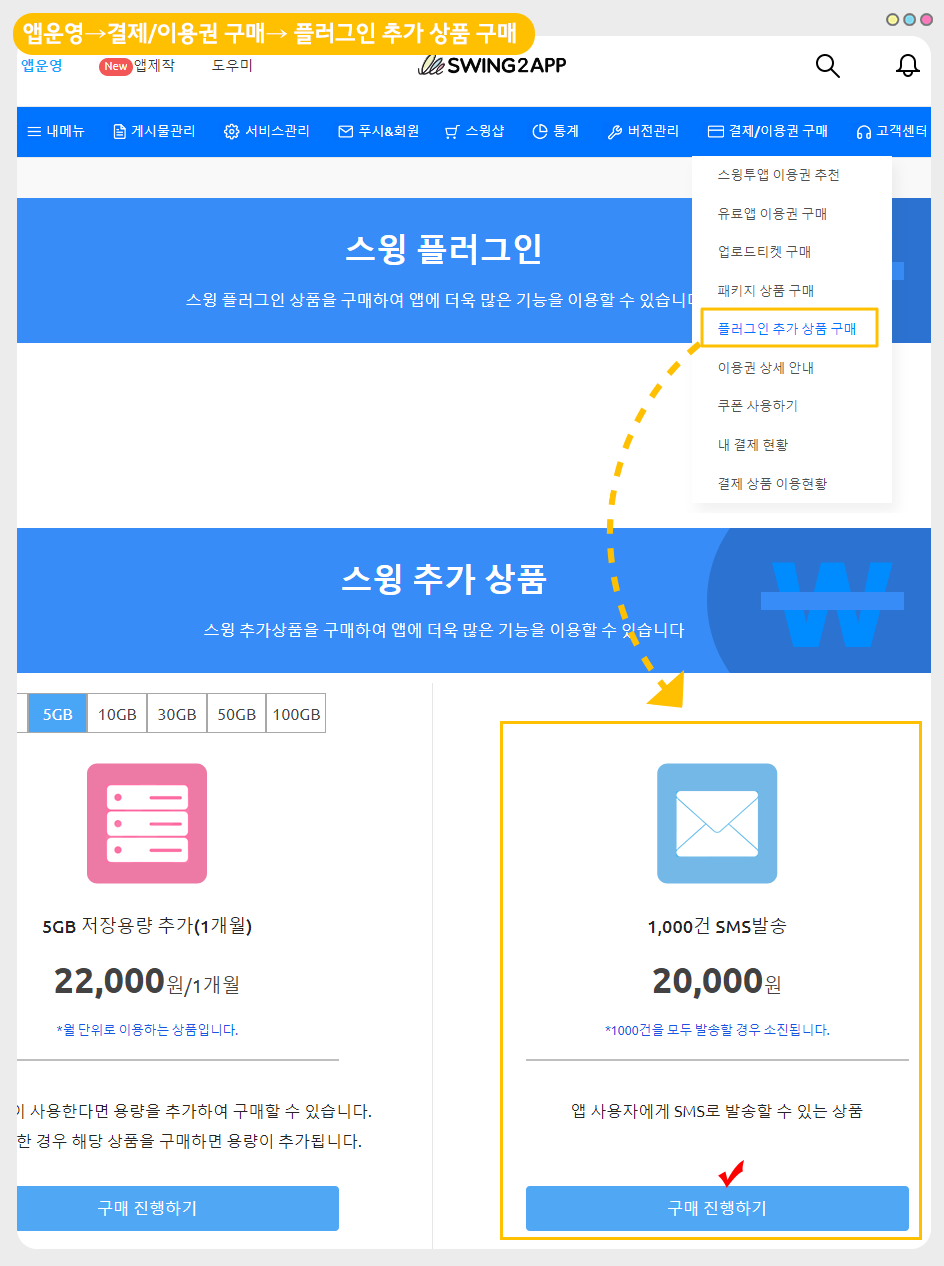 앱운영→결제/이용권 구매→ 플러그인 추가 상품 구매
앱운영 New 앱제작 도우미 SWING2APP
내메뉴 게시물관리 서비스관리 푸시&회원 스윙샵 통계 버전관리 결제/이용권 구매 고객센터
스윙투앱 이용권 추천
유료앱 이용권 구매
업로드티켓 구매
패키지 상품 구매
플러그인 추가 상품 구매
이용권 상세 안내
쿠폰 사용하기
내 결제 현황
결제 상품 이용현황
스윙 플러그인
스윙 플러그인 상품을 구매하여 앱에 더욱 많은 기능을 이용할 수 있습니다
스윙 추가 상품
스윙 추가상품을 구매하여 앱에 더욱 많은 기능을 이용할 수 있습니다
W
5GB 10GB 30GB 50GB 100GB
5GB 저장용량 추가(1개월)
22,000원/1개월
*월 단위로 이용하는 상품입니다.
이 사용한다면 용량을 추가하여 구매할 수 있습니다.
한 경우 해당 상품을 구매하면 용량이 추가됩니다.
구매 진행하기
1,000건 SMS발송
20,000원
*1000건을 모두 발송할 경우 소진됩니다.
앱 사용자에게 SMS로 발송할 수 있는 상품
구매 진행하기